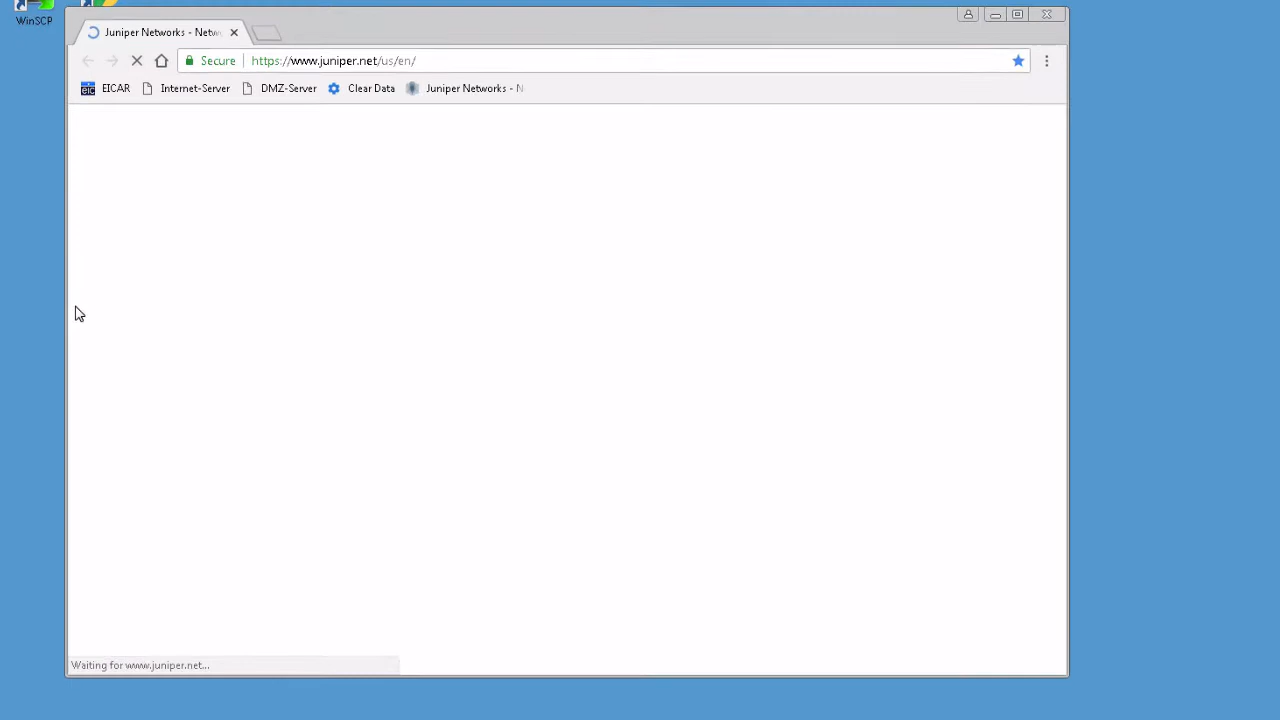 WinSCP
Juniper Networks - Netw
Secure https://www.juniper.net/us/en/
EICAR Internet-Server DMZ-Server Clear Data Juniper Networks - N
Waiting for www.juniper.net...